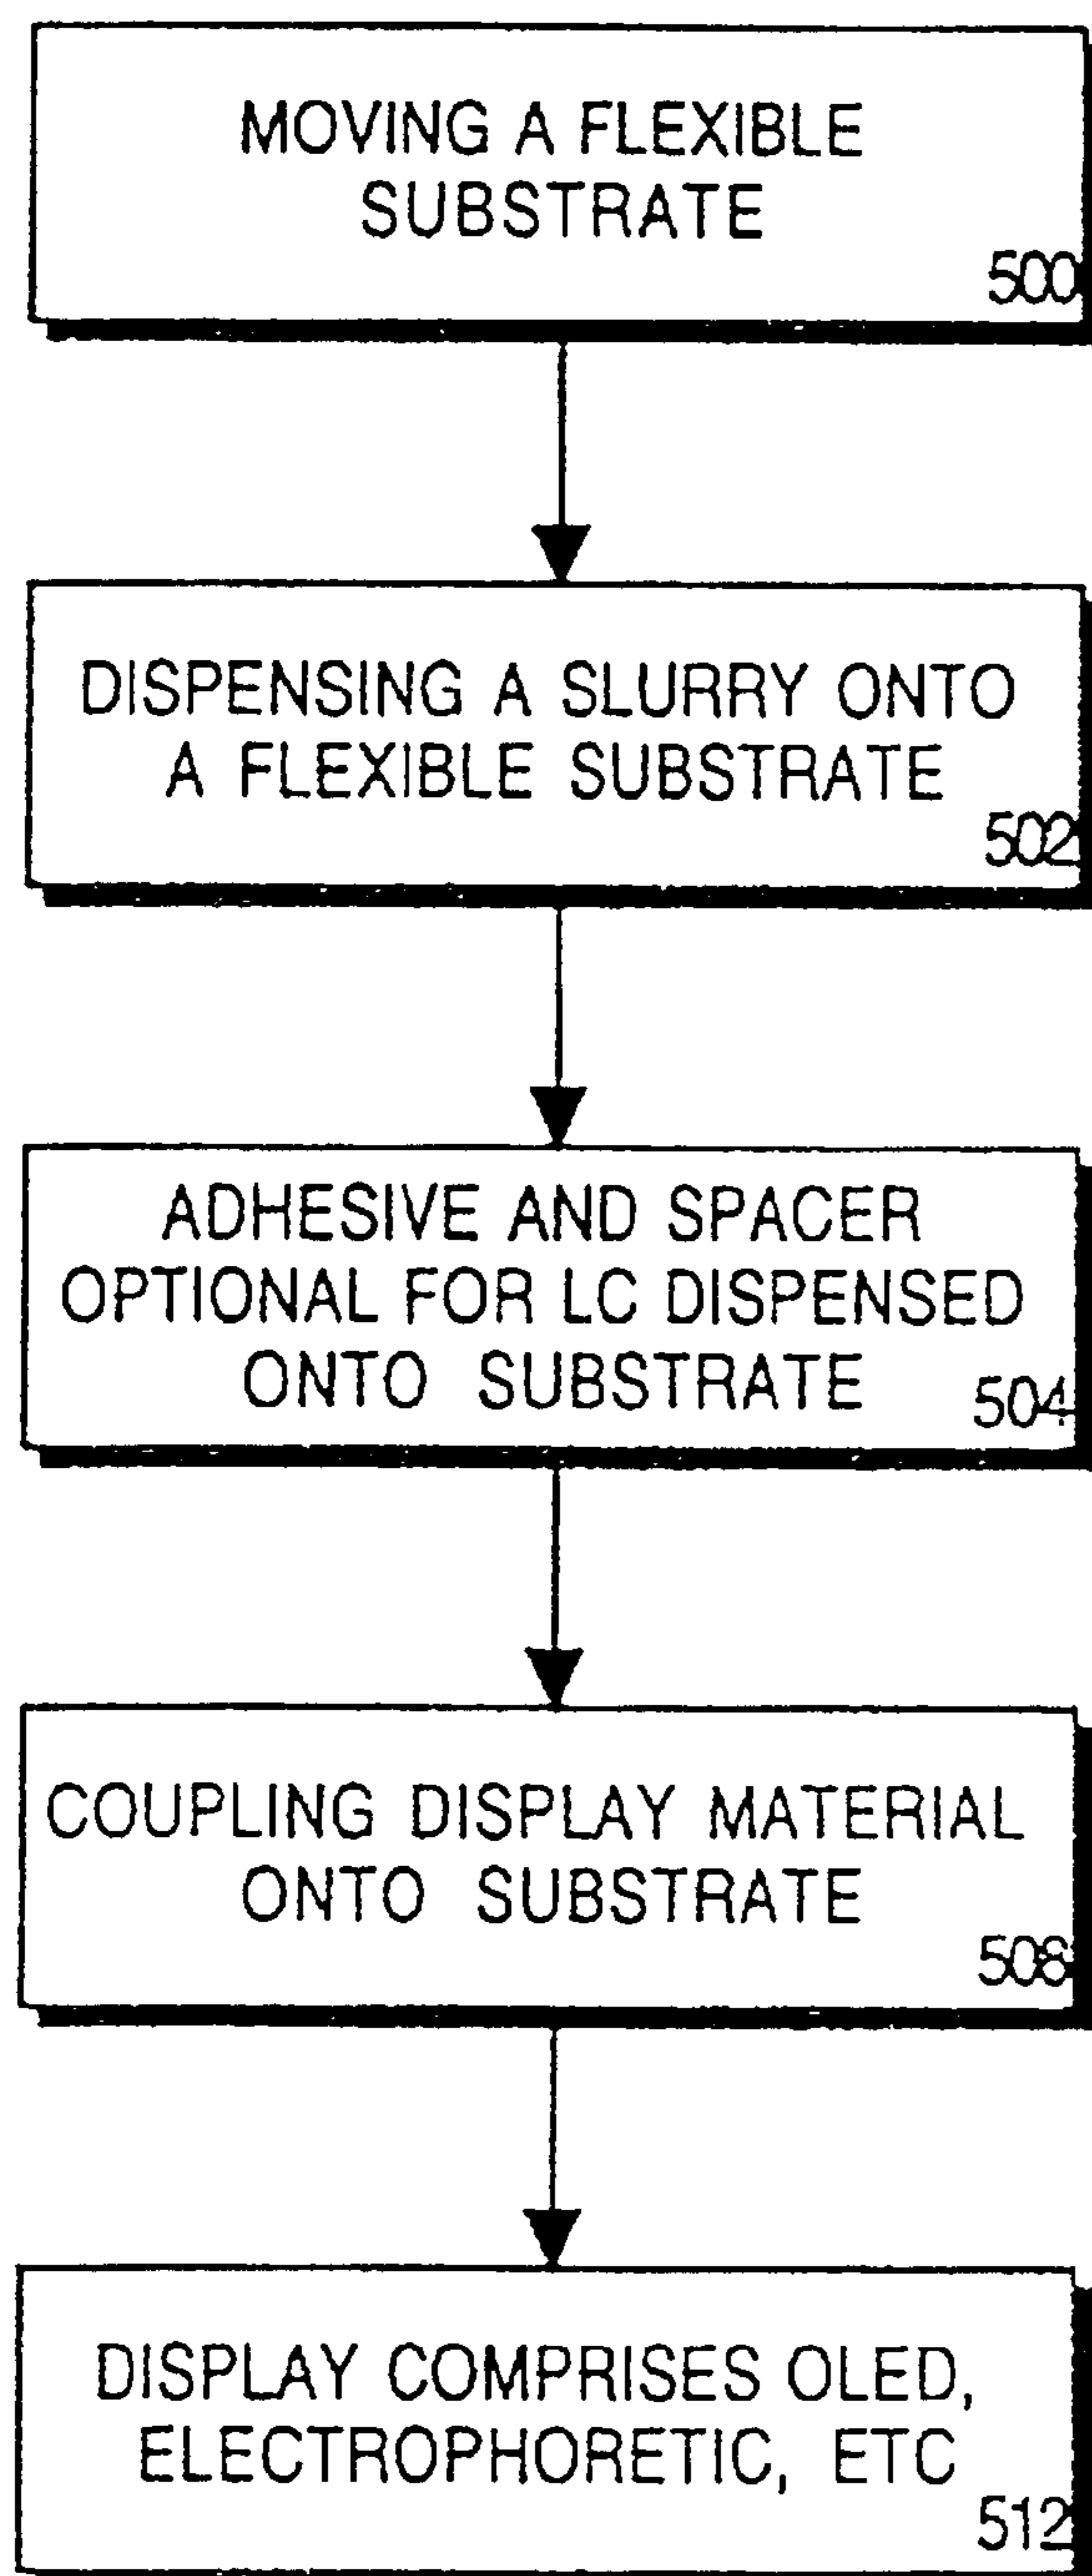 MOVING A FLEXIBLE
SUBSTRATE
500
DISPENSING A SLURRY ONTO
A FLEXIBLE SUBSTRATE
502
ADHESIVE AND SPACER
OPTIONAL FOR LC DISPENSED
ONTO SUBSTRATE
504
COUPLING DISPLAY MATERIAL
ONTO SUBSTRATE
508
DISPLAY COMPRISES OLED,
ELECTROPHORETIC, ETC
512